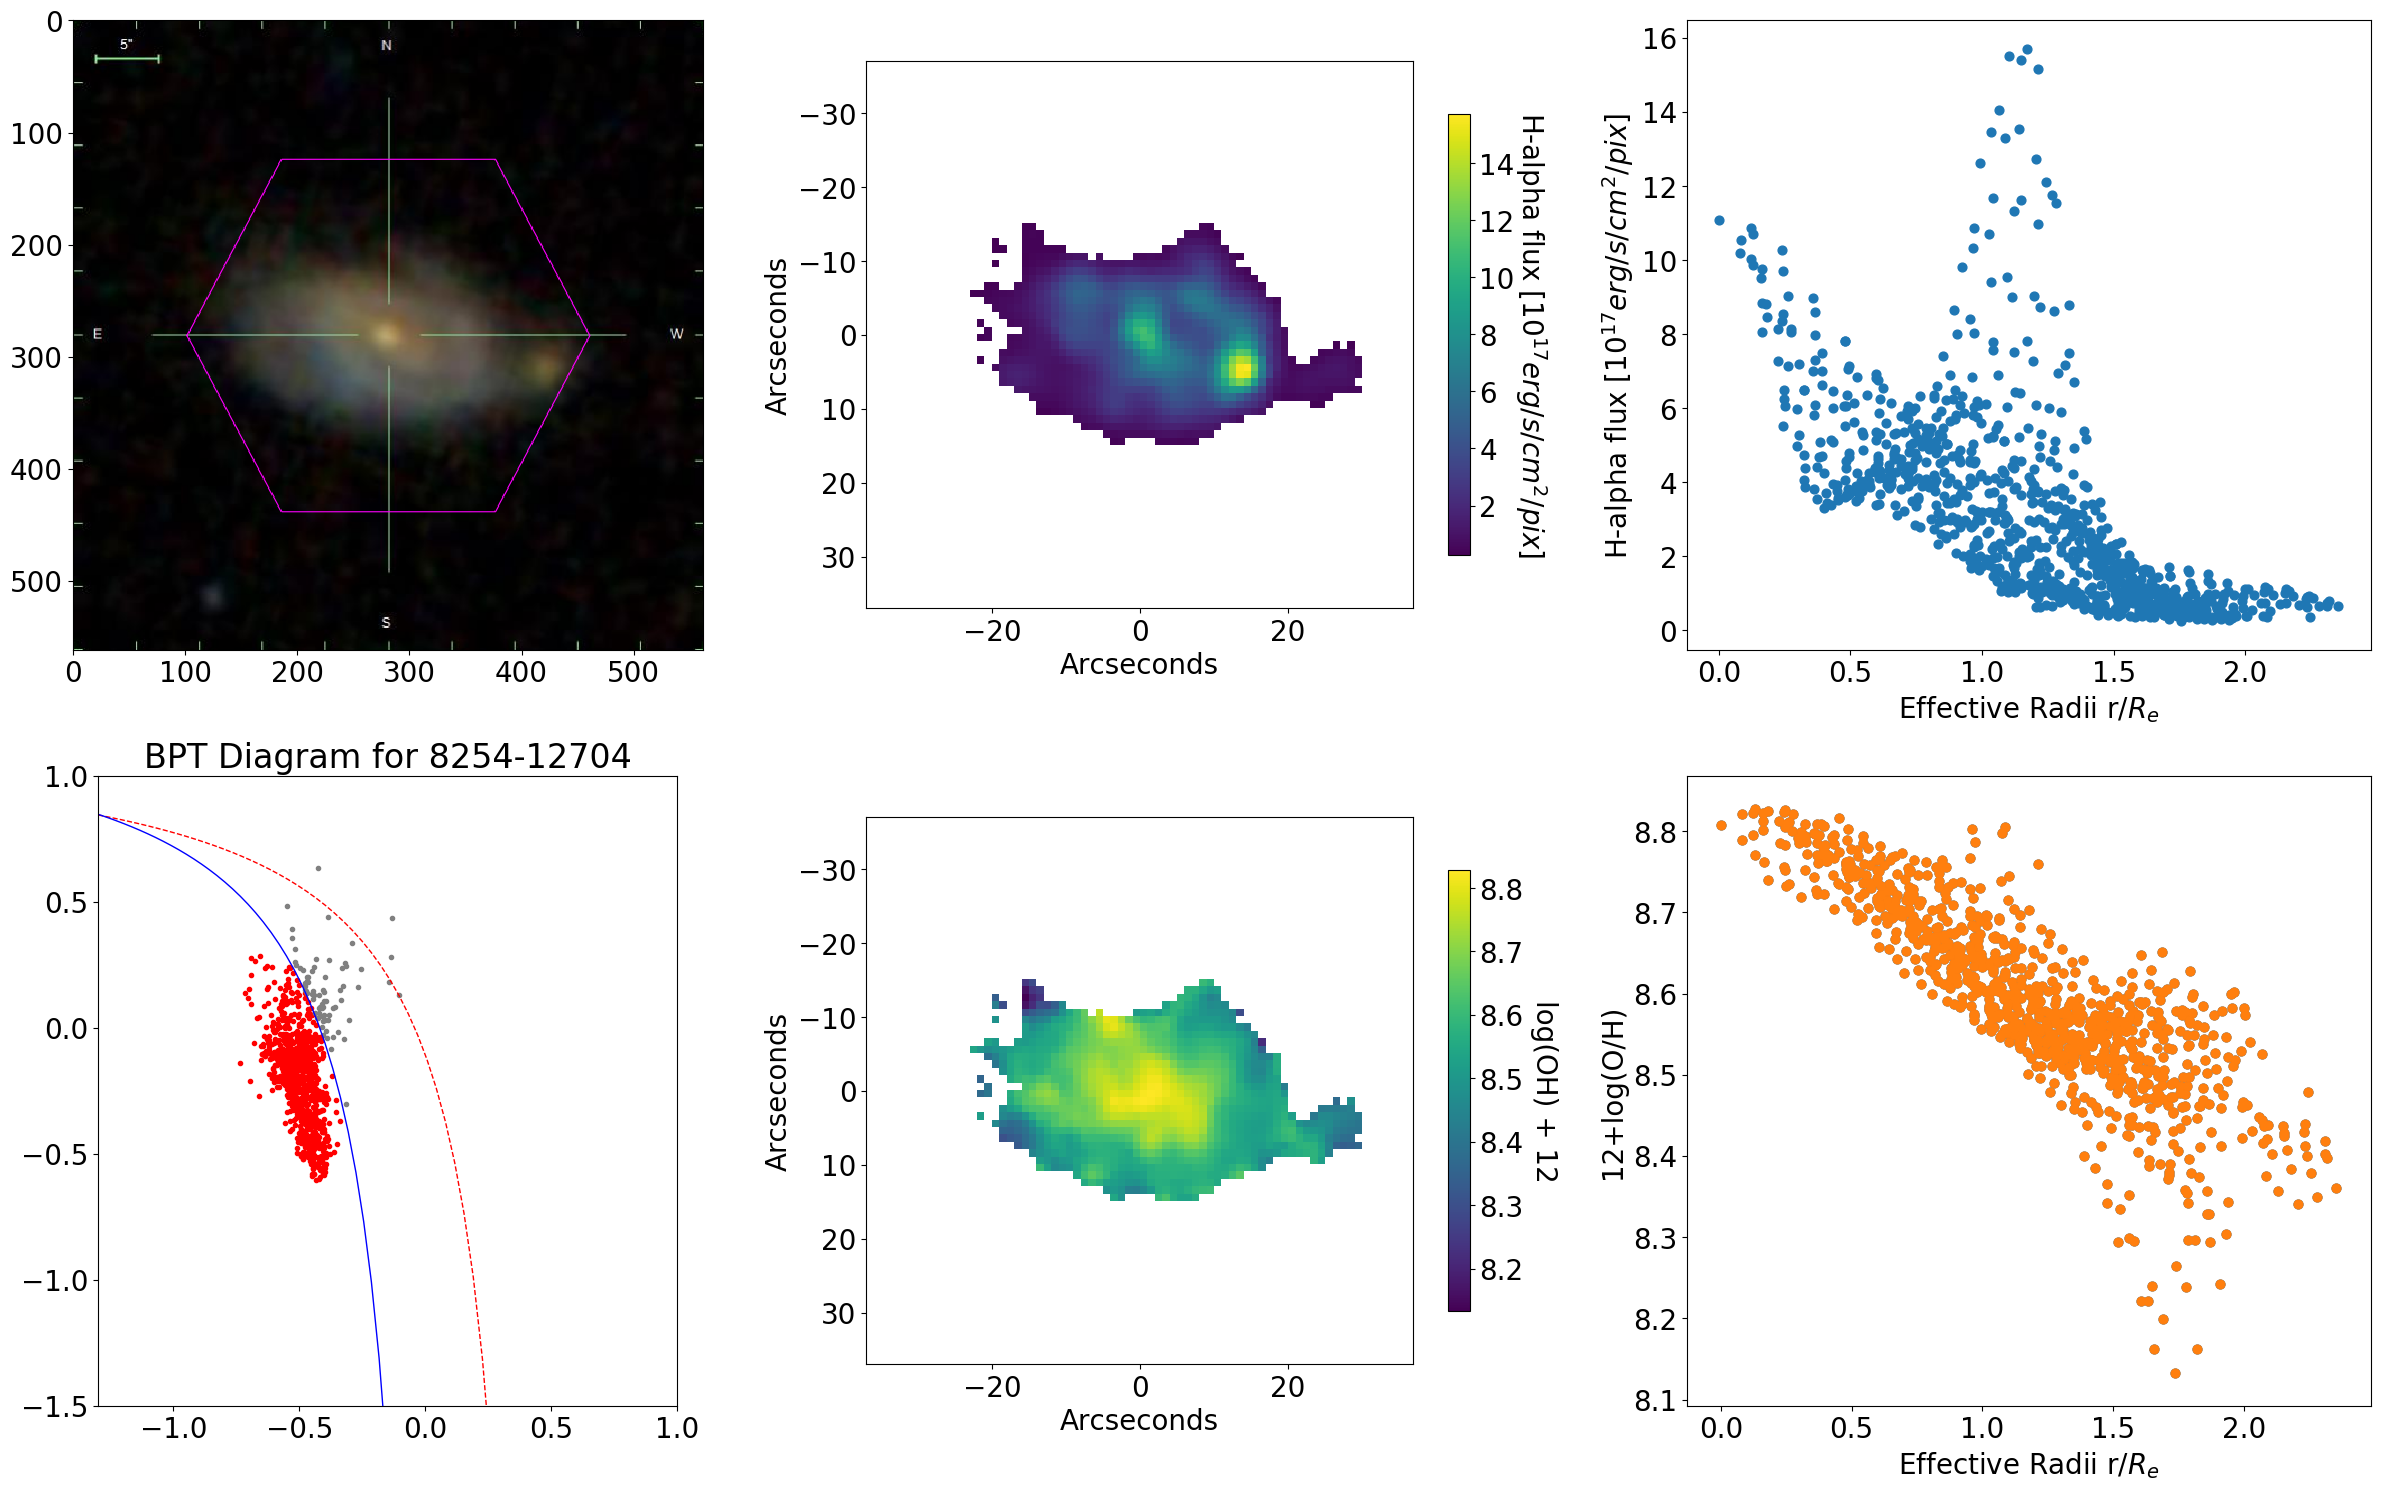 0
100
200
300
400
500
0 100 200 300 400 500
5"
N
E
W
S
−30
−20
−10
0
10
20
30
−20 0 20
Arcseconds
Arcseconds
14
12
10
8
6
4
2
H-alpha flux [10^17 erg/s/cm^2/pix]
16
14
12
10
8
6
4
2
0
H-alpha flux [10^17 erg/s/cm^2/pix]
0.0 0.5 1.0 1.5 2.0
Effective Radii r/R_e
BPT Diagram for 8254-12704
1.0
0.5
0.0
−0.5
−1.0
−1.5
−1.0 −0.5 0.0 0.5 1.0
−30
−20
−10
0
10
20
30
−20 0 20
Arcseconds
Arcseconds
8.8
8.7
8.6
8.5
8.4
8.3
8.2
log(OH) + 12
8.8
8.7
8.6
8.5
8.4
8.3
8.2
8.1
12+log(O/H)
0.0 0.5 1.0 1.5 2.0
Effective Radii r/R_e